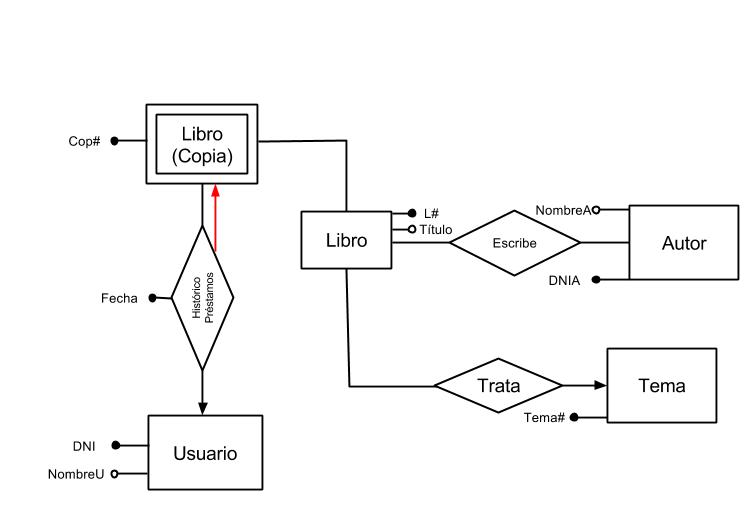 Libro
(Copia)
Cop#
L#
NombreA
Título
Libro
Escribe
Autor
DNIA
Histórico
Préstamos
Fecha
Trata
Tema
Tema#
DNI
Usuario
NombreU